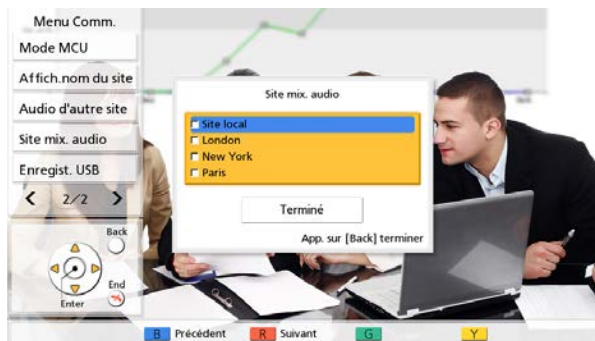 Menu Comm.
Mode MCU
Affich.nom du site
Audio d'autre site
Site mix. audio
Enregist. USB
2/2
Back
End
Enter
Site mix. audio
Site local
London
New York
Paris
Terminé
App. sur [Back] terminer
B Précédent R Suivant G Y